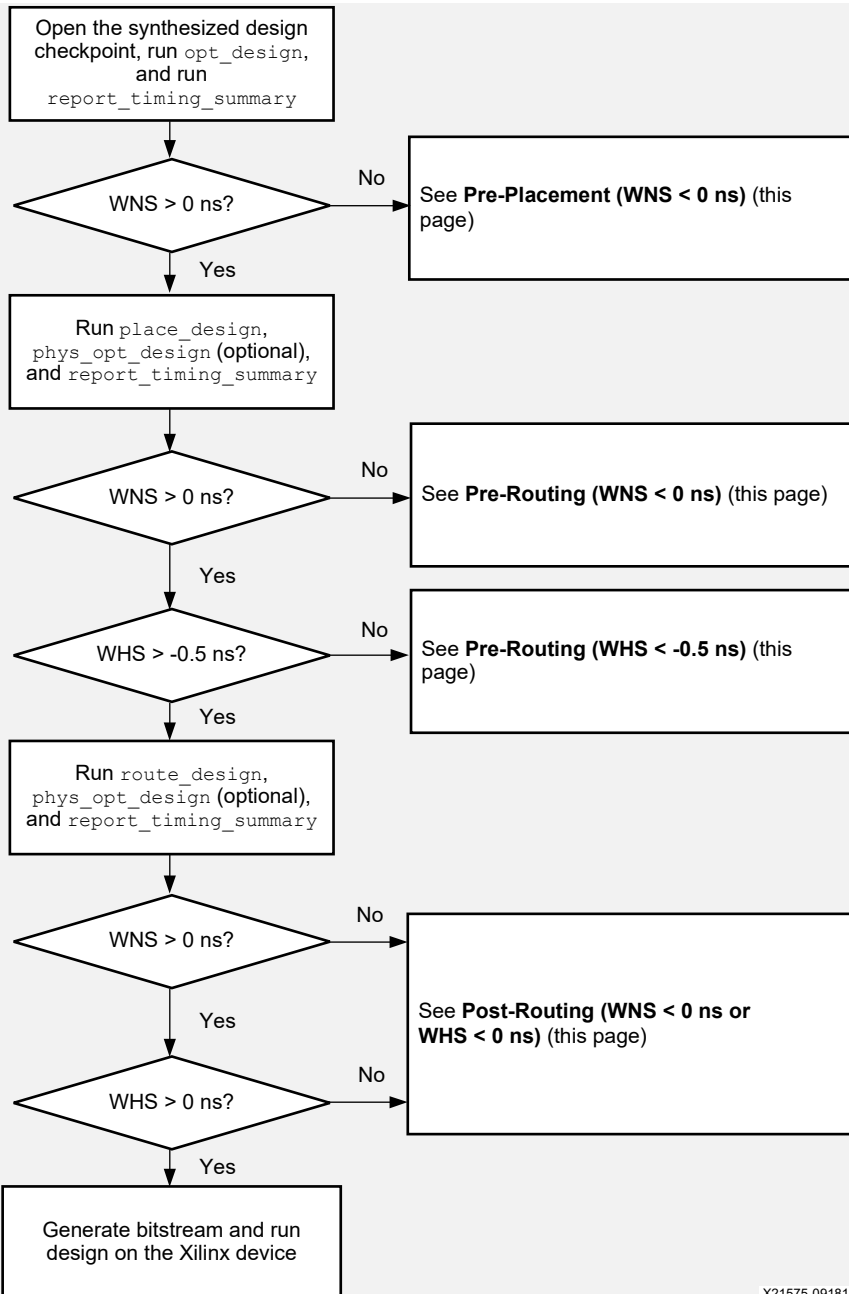 Open the synthesized design
checkpoint, run opt_design,
and run
report_timing_summary
WNS > 0 ns?
No
See Pre-Placement (WNS < 0 ns) (this
page)
Yes
Run place_design,
phys_opt_design (optional),
and report_timing_summary
WNS > 0 ns?
No
See Pre-Routing (WNS < 0 ns) (this page)
Yes
WHS > -0.5 ns?
No
See Pre-Routing (WHS < -0.5 ns) (this
page)
Yes
Run route_design,
phys_opt_design (optional),
and report_timing_summary
WNS > 0 ns?
No
See Post-Routing (WNS < 0 ns or
WHS < 0 ns) (this page)
Yes
WHS > 0 ns?
No
Yes
Generate bitstream and run
design on the Xilinx device
X21575-09181